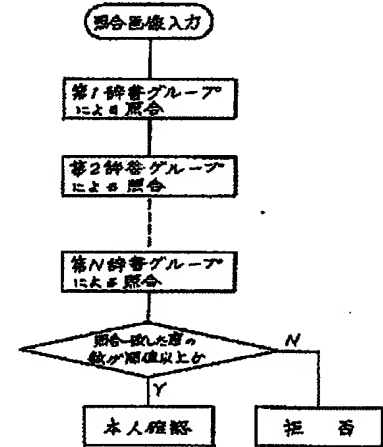 照合画像入力
第1辞書グループ
による照合
第2辞書グループ
による照合
第N辞書グループ
による照合
照合一致した の
数が閾値以上か
N
Y
本人確認
拒否